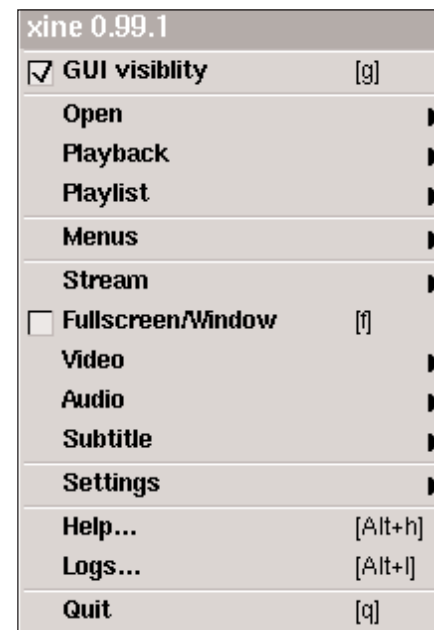 xine 0.99.1
GUI visiblity [g]
Open
Playback
Playlist
Menus
Stream
Fullscreen/Window [f]
Video
Audio
Subtitle
Settings
Help... [Alt+h]
Logs... [Alt+l]
Quit [q]